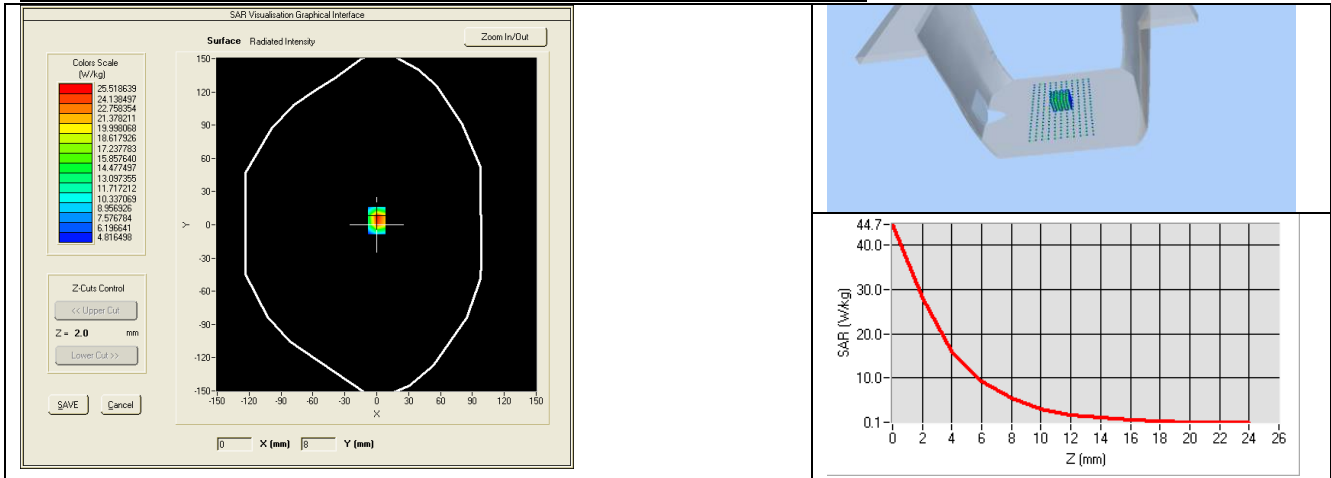 SAR Visualisation Graphical Interface
Surface Radiated Intensity
Zoom In/Out
Colors Scale
(W/kg)
25.518639
24.138497
22.758354
21.378211
19.998068
18.617926
17.237783
15.857640
14.477497
13.097355
11.717212
10.337069
8.956926
7.576784
6.196641
4.816498
Z-Cuts Control
<< Upper Cut
Z = 2.0 mm
Lower Cut >>
SAVE Cancel
150
120
90
60
30
0
-30
-60
-90
-120
-150
Y
-150 -120 -90 -60 -30 0 30 60 90 120 150
X
0 X (mm) 8 Y (mm)
44.7
40.0
30.0
20.0
10.0
0.1
SAR (W/kg)
0 2 4 6 8 10 12 14 16 18 20 22 24 26
Z (mm)